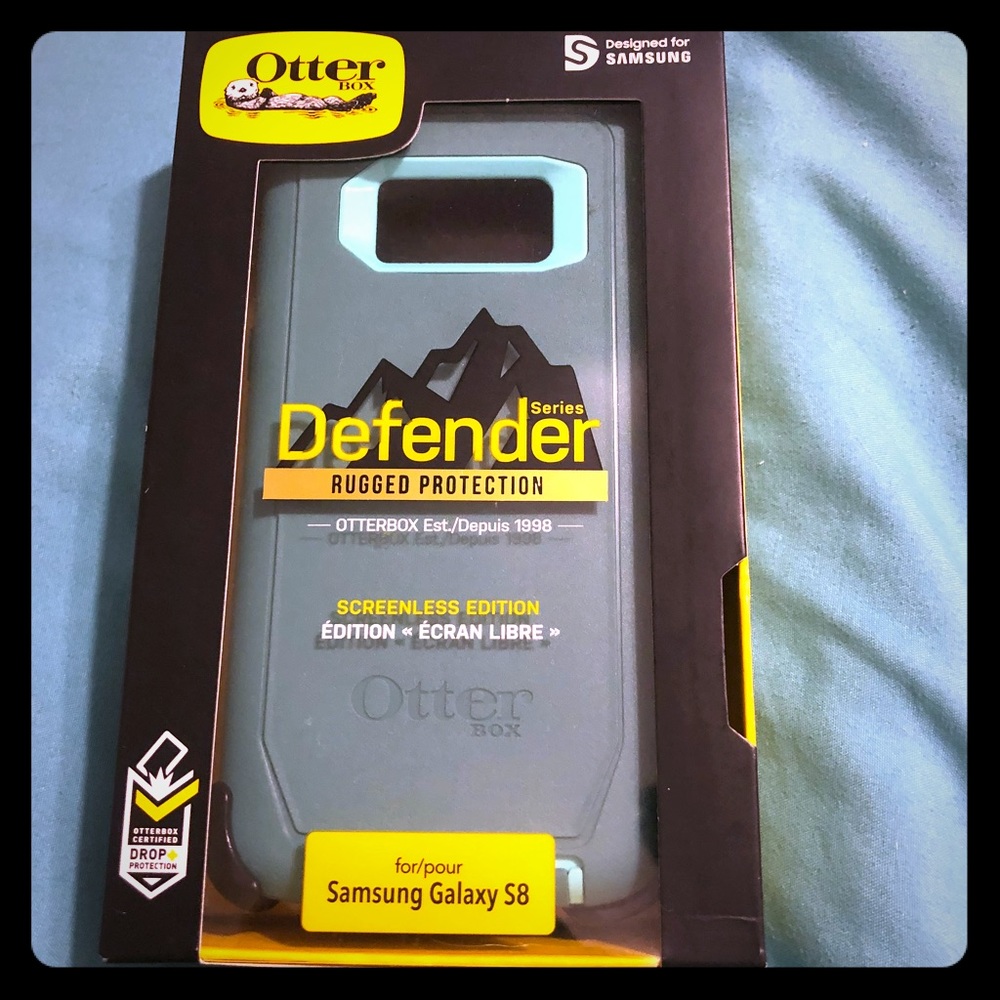 Otter
BOX
Designed for
SAMSUNG
Defender
Series
RUGGED PROTECTION
OTTERBOX Est./Depuis 1998
SCREENLESS EDITION
ÉDITION « ÉCRAN LIBRE »
Otter
BOX
OTTERBOX
CERTIFIED
DROP+
PROTECTION
for/pour
Samsung Galaxy S8